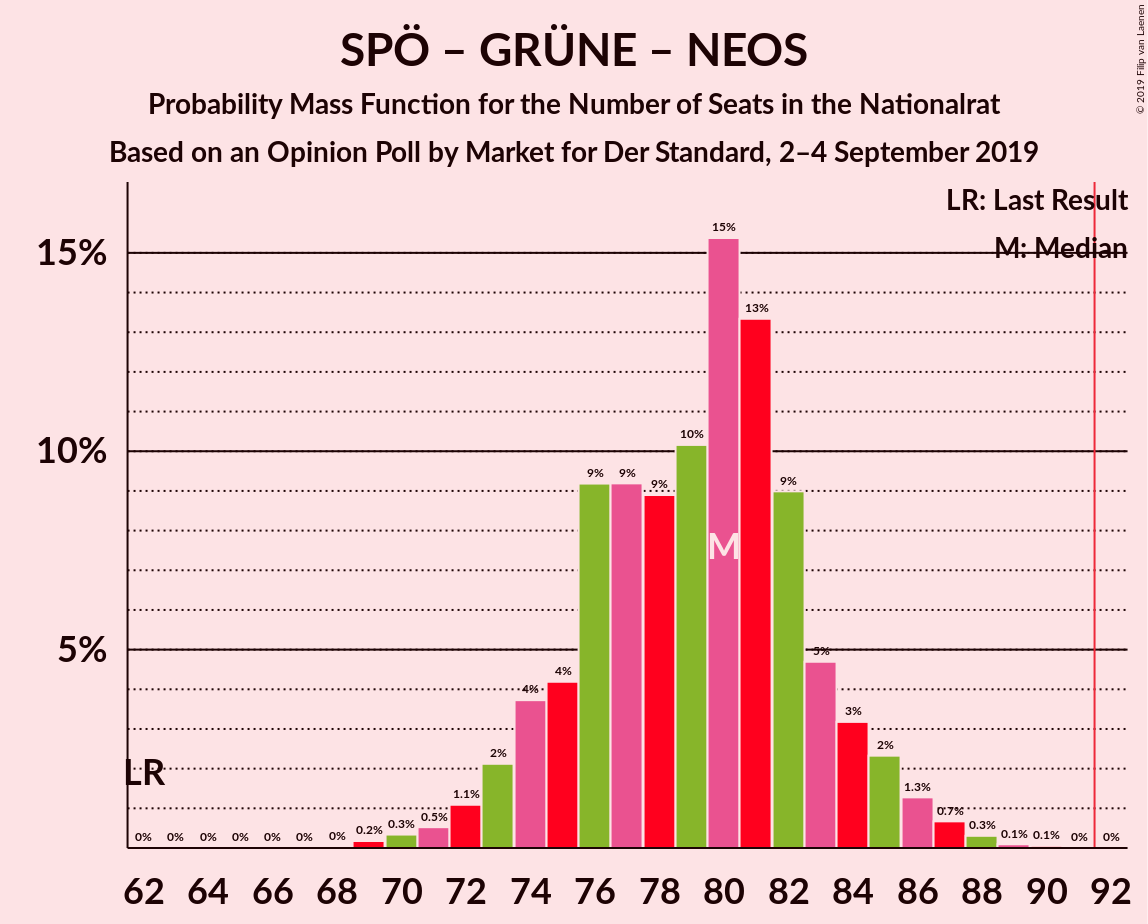 SPÖ – GRÜNE – NEOS
Probability Mass Function for the Number of Seats in the Nationalrat
Based on an Opinion Poll by Market for Der Standard, 2–4 September 2019
© 2019 Filip van Laenen
LR: Last Result
M: Median
15%
10%
5%
LR
M
0% 0% 0% 0% 0% 0% 0% 0.2% 0.3% 0.5% 1.1% 2% 4% 4% 9% 9% 9% 10% 15% 13% 9% 5% 3% 2% 1.3% 0.7% 0.3% 0.1% 0.1% 0% 0%
62 64 66 68 70 72 74 76 78 80 82 84 86 88 90 92